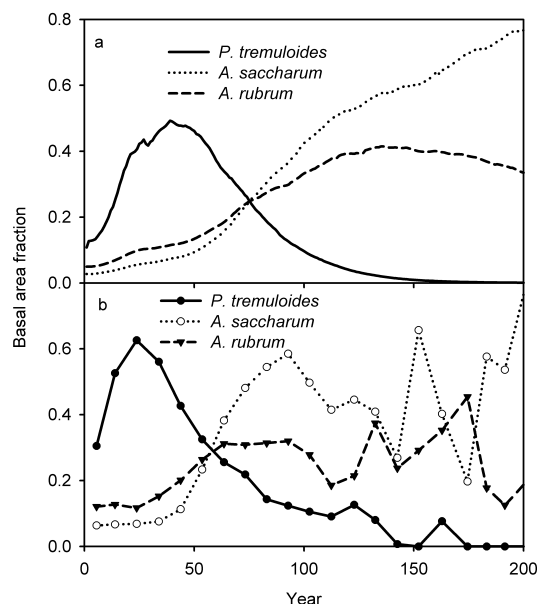 0.8
a
P. tremuloides
A. saccharum
A. rubrum
0.6
0.4
0.2
0.0
b
P. tremuloides
A. saccharum
A. rubrum
0.6
0.4
0.2
0.0
Basal area fraction
0 50 100 150 200
Year